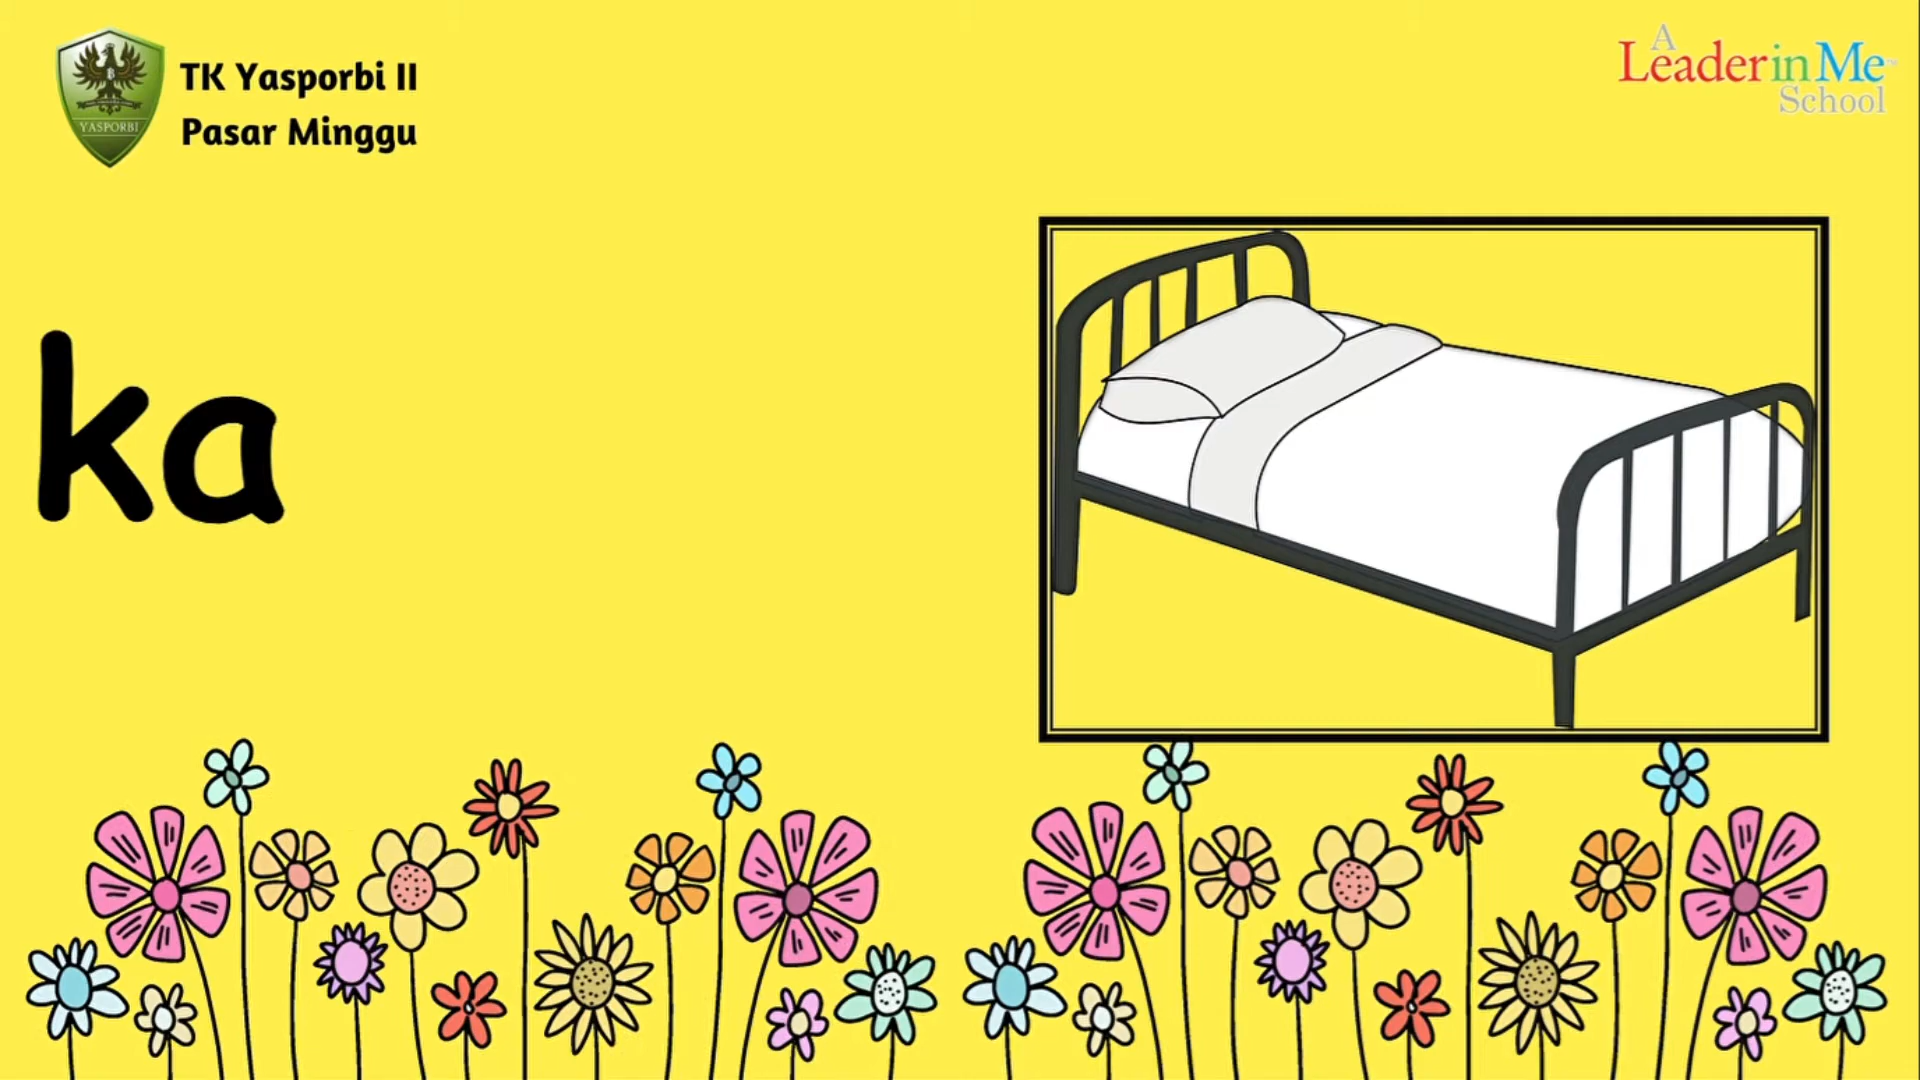 TK Yasporbi II
Pasar Minggu
YASPORBI
A
Leader in Me
School
ka